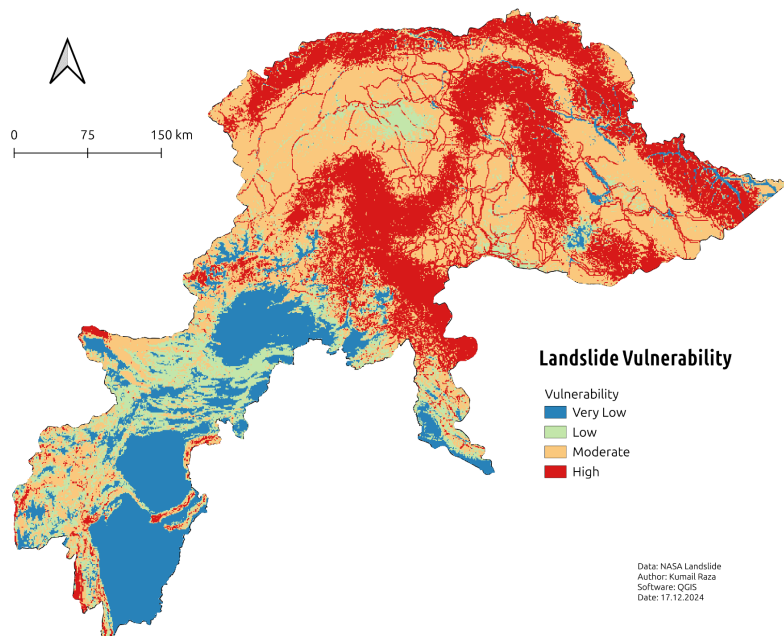 0 75 150 km
Landslide Vulnerability
Vulnerability
Very Low
Low
Moderate
High
Data: NASA Landslide
Author: Kumail Raza
Software: QGIS
Date: 17.12.2024